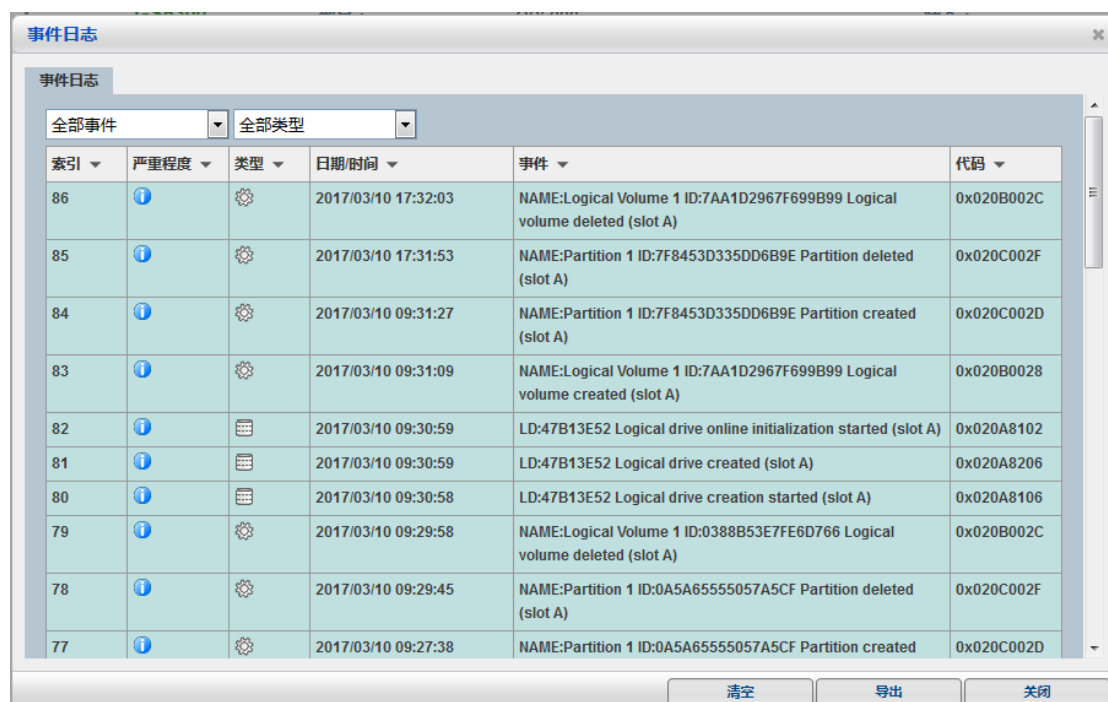 事件日志
事件日志
全部事件 全部类型
索引 严重程度 类型 日期/时间 事件 代码
86 2017/03/10 17:32:03 NAME:Logical Volume 1 ID:7AA1D2967F699B99 Logical 0x020B002C
volume deleted (slot A)
85 2017/03/10 17:31:53 NAME:Partition 1 ID:7F8453D335DD6B9E Partition deleted 0x020C002F
(slot A)
84 2017/03/10 09:31:27 NAME:Partition 1 ID:7F8453D335DD6B9E Partition created 0x020C002D
(slot A)
83 2017/03/10 09:31:09 NAME:Logical Volume 1 ID:7AA1D2967F699B99 Logical 0x020B0028
volume created (slot A)
82 2017/03/10 09:30:59 LD:47B13E52 Logical drive online initialization started (slot A) 0x020A8102
81 2017/03/10 09:30:59 LD:47B13E52 Logical drive created (slot A) 0x020A8206
80 2017/03/10 09:30:58 LD:47B13E52 Logical drive creation started (slot A) 0x020A8106
79 2017/03/10 09:29:58 NAME:Logical Volume 1 ID:0388B53E7FE6D766 Logical 0x020B002C
volume deleted (slot A)
78 2017/03/10 09:29:45 NAME:Partition 1 ID:0A5A65555057A5CF Partition deleted 0x020C002F
(slot A)
77 2017/03/10 09:27:38 NAME:Partition 1 ID:0A5A65555057A5CF Partition created 0x020C002D
清空 导出 关闭